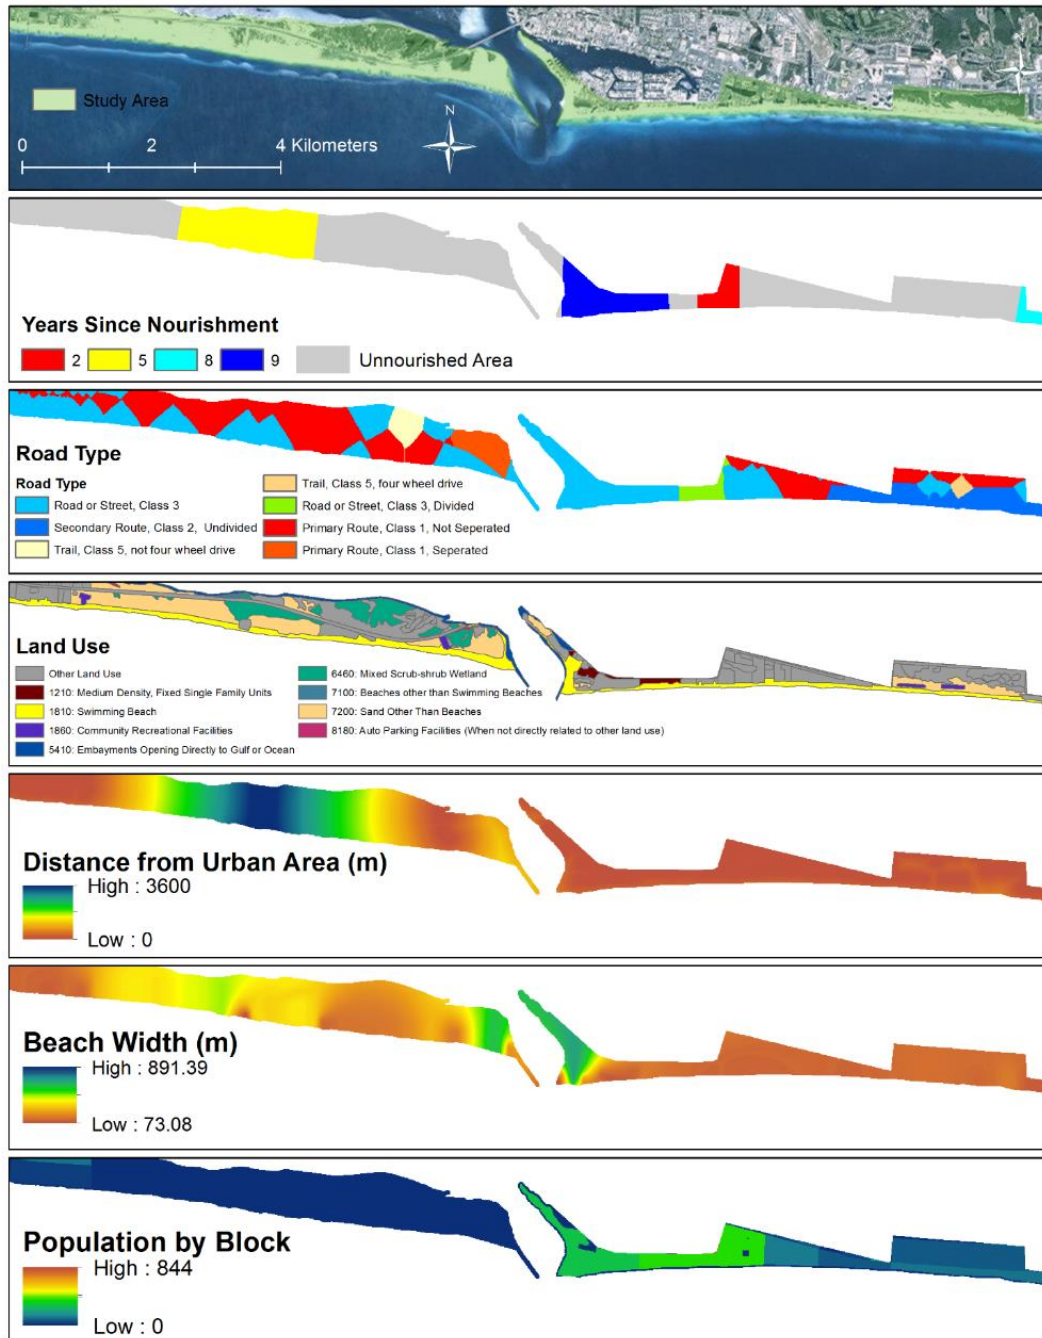 N
Study Area
0 2 4 Kilometers
Years Since Nourishment
2 5 8 9 Unnourished Area
Road Type
Road Type
Road or Street, Class 3
Secondary Route, Class 2, Undivided
Trail, Class 5, not four wheel drive
Trail, Class 5, four wheel drive
Road or Street, Class 3, Divided
Primary Route, Class 1, Not Seperated
Primary Route, Class 1, Seperated
Land Use
Other Land Use
1210: Medium Density, Fixed Single Family Units
1810: Swimming Beach
1860: Community Recreational Facilities
5410: Embayments Opening Directly to Gulf or Ocean
6460: Mixed Scrub-shrub Wetland
7100: Beaches other than Swimming Beaches
7200: Sand Other Than Beaches
8180: Auto Parking Facilities (When not directly related to other land use)
Distance from Urban Area (m)
High : 3600
Low : 0
Beach Width (m)
High : 891.39
Low : 73.08
Population by Block
High : 844
Low : 0